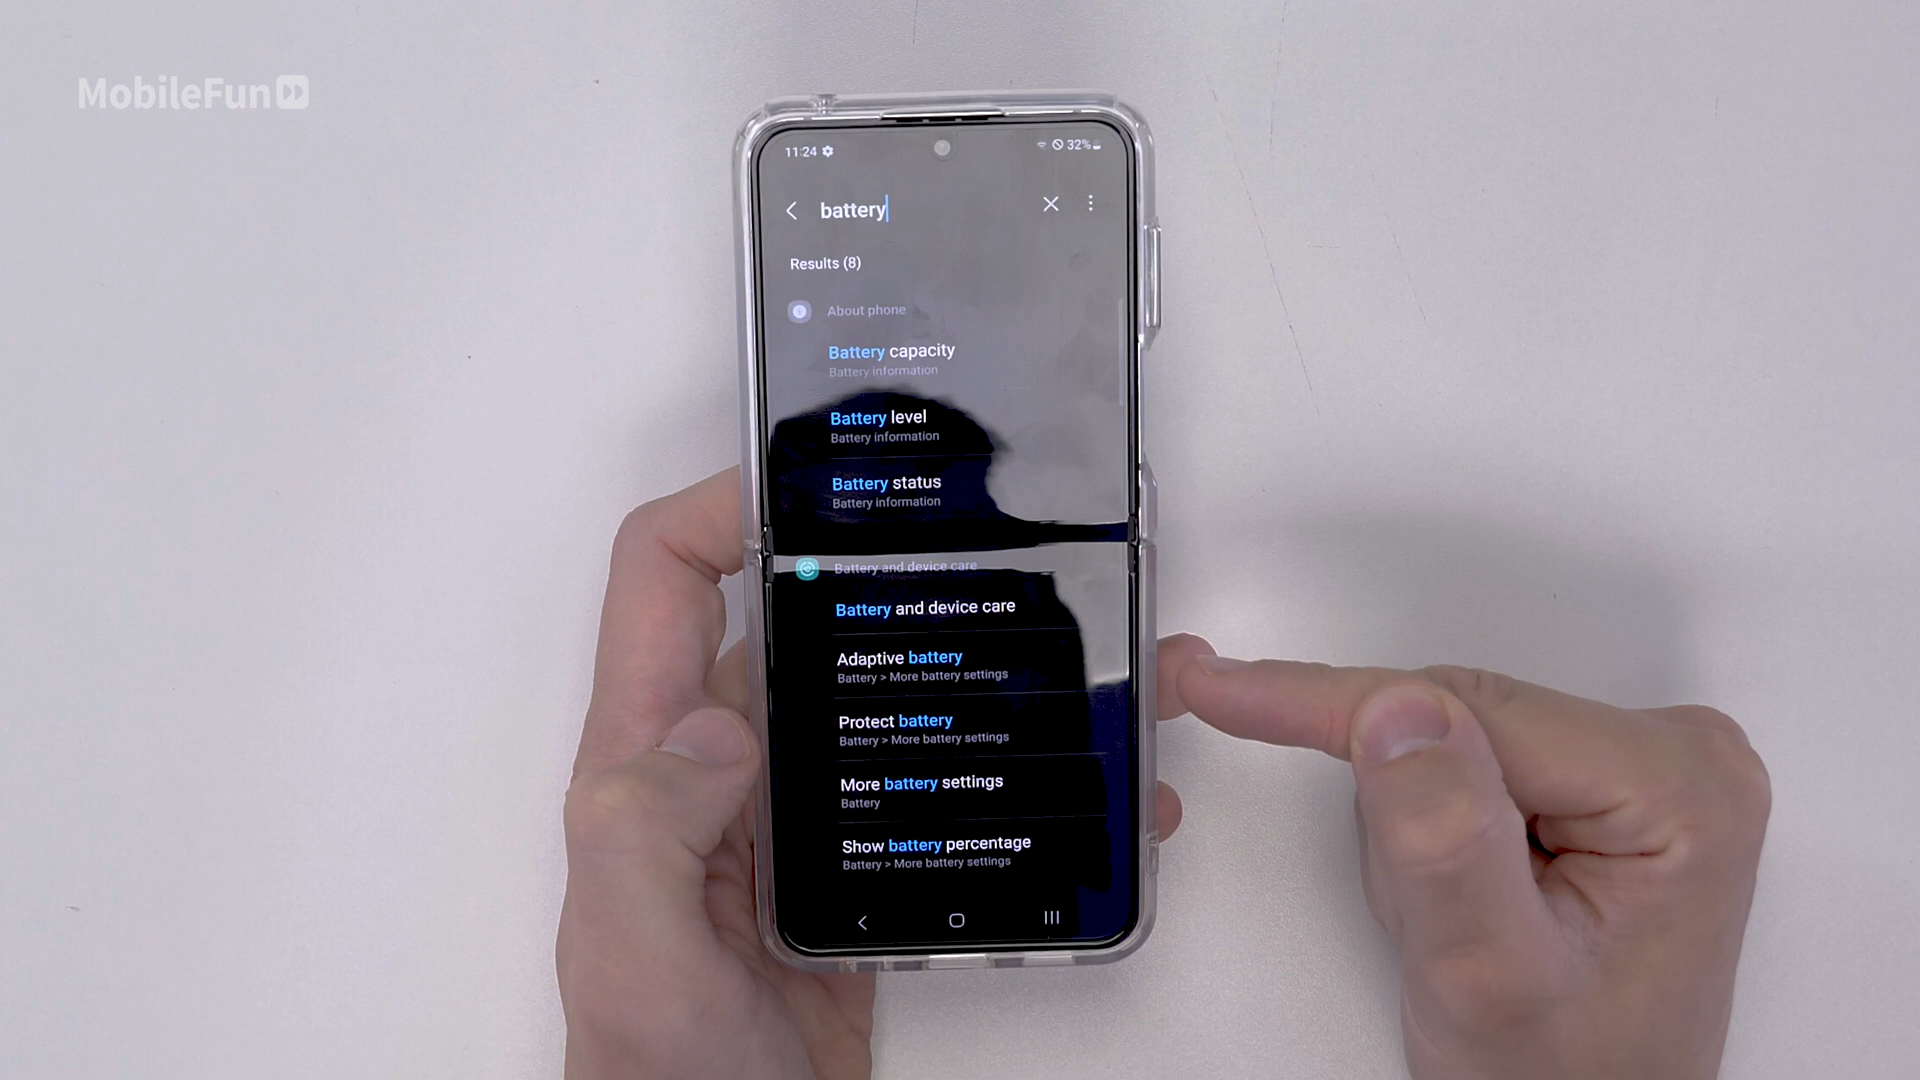 MobileFun
11:24 32%
battery
Results (8)
About phone
Battery capacity
Battery information
Battery level
Battery information
Battery status
Battery information
Battery and device care
Battery and device care
Adaptive battery
Battery > More battery settings
Protect battery
Battery > More battery settings
More battery settings
Battery
Show battery percentage
Battery > More battery settings